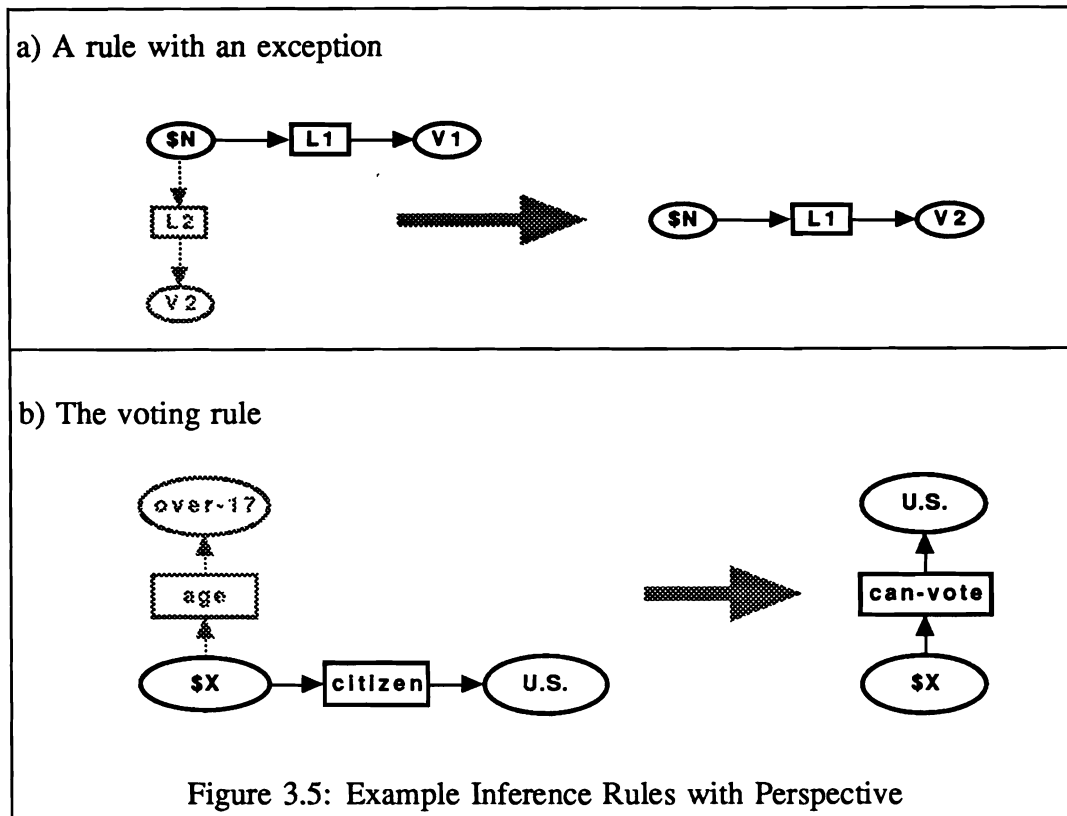 a) A rule with an exception
$N L1 V1
L2
$N L1 V2
V2
b) The voting rule
over-17
U.S.
age
can-vote
$X citizen U.S.
$X
Figure 3.5: Example Inference Rules with Perspective